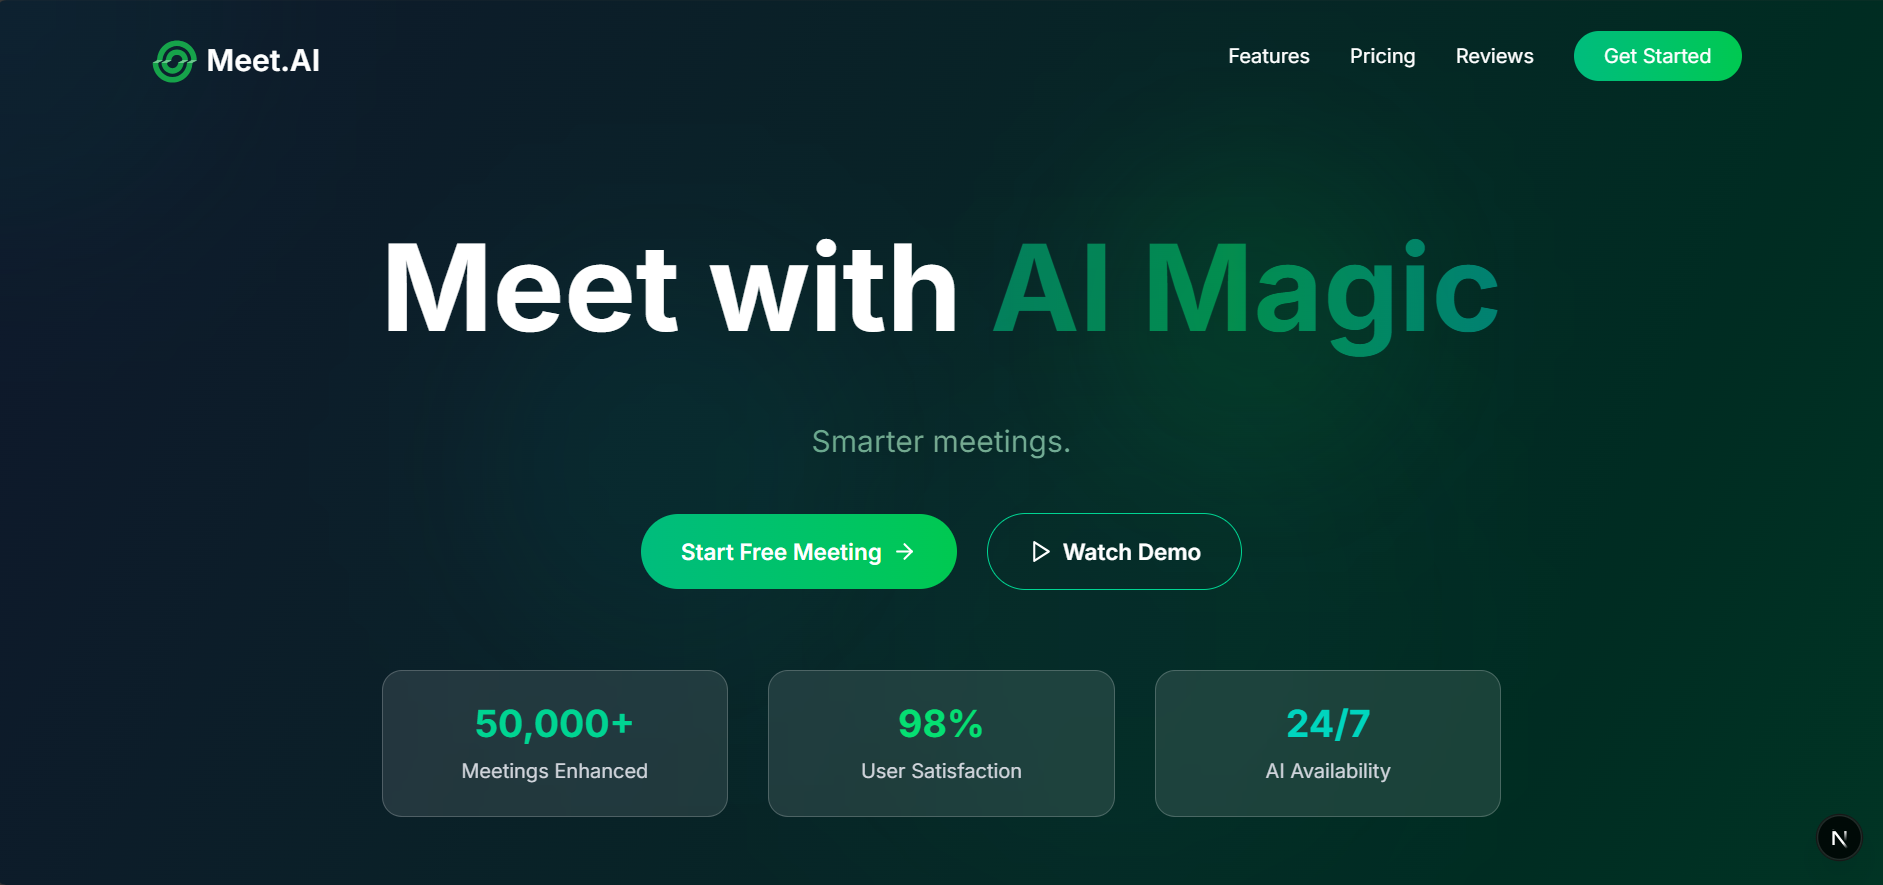 Meet.AI
Features Pricing Reviews Get Started
Meet with AI Magic
Smarter meetings.
Start Free Meeting → Watch Demo
50,000+ 98% 24/7
Meetings Enhanced User Satisfaction AI Availability
N